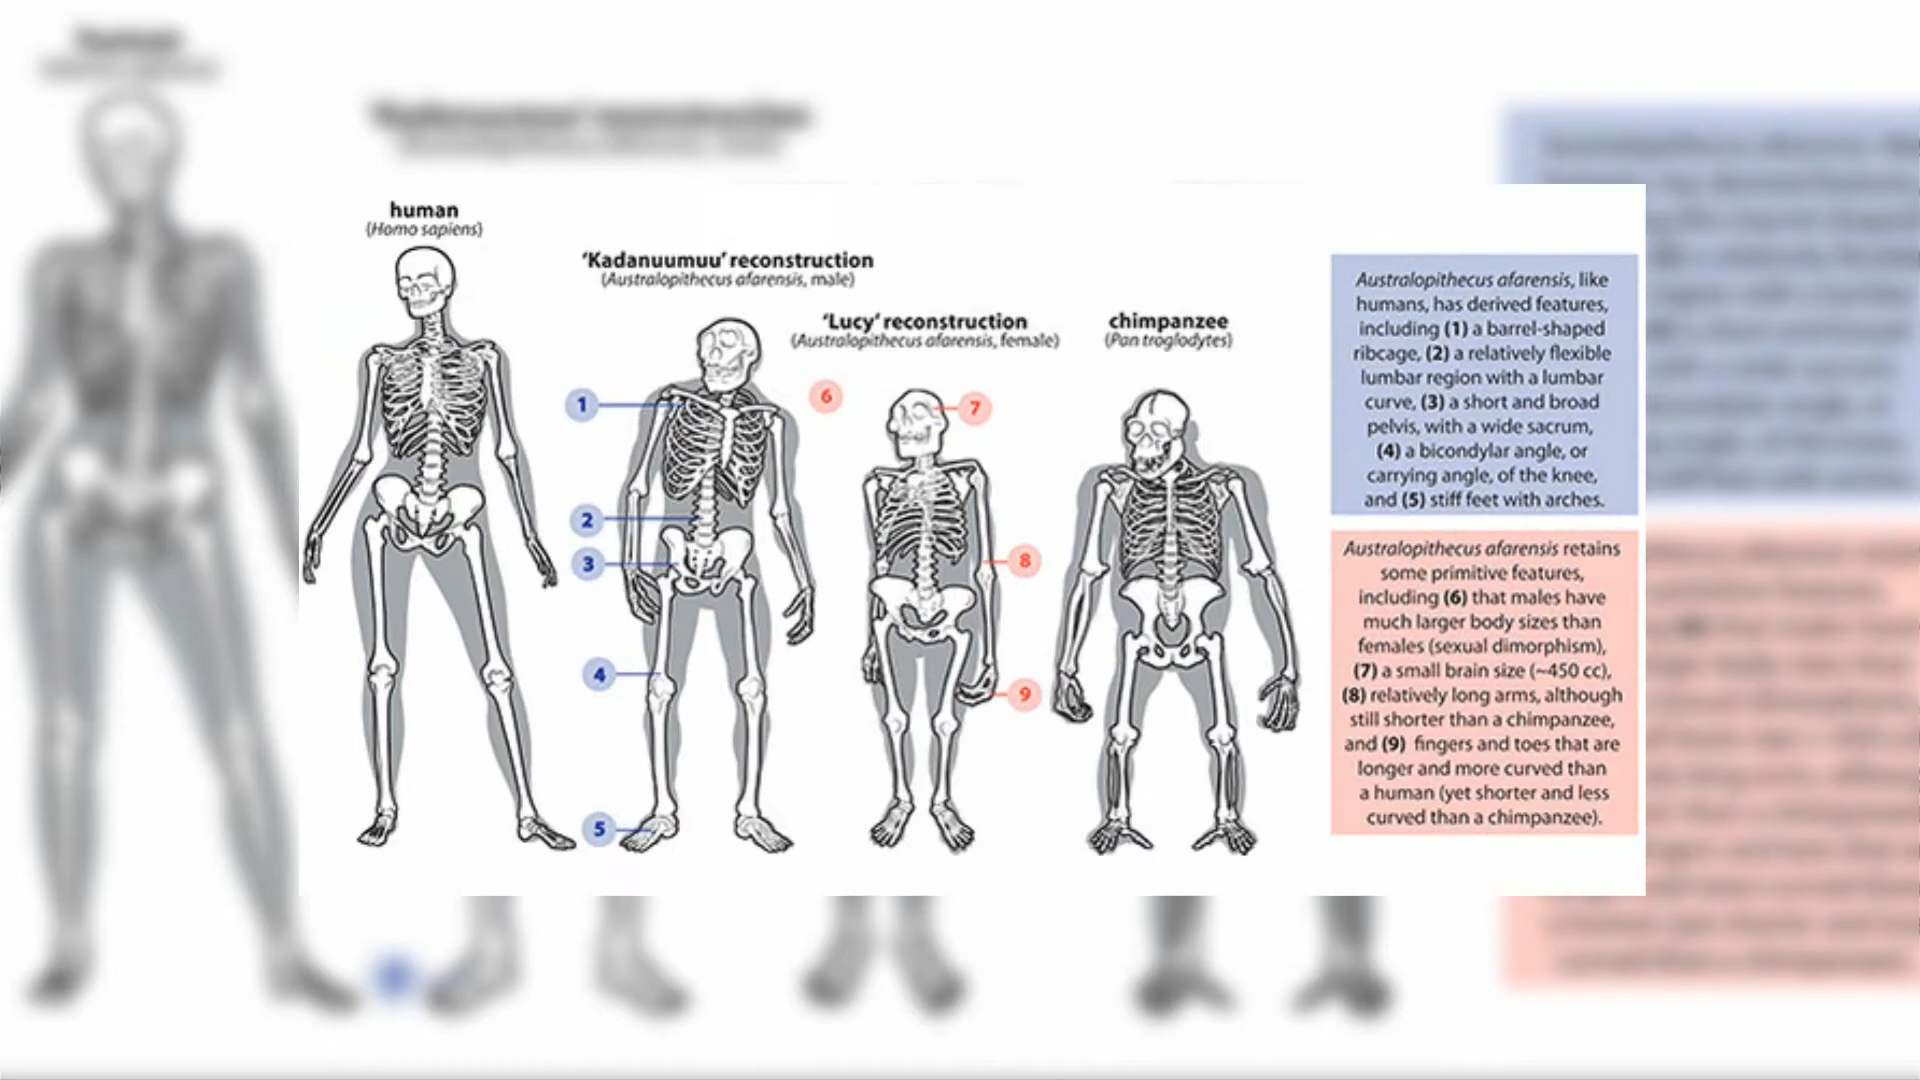 human
(Homo sapiens)
'Kadanuumuu' reconstruction
(Australopithecus afarensis, male)
'Lucy' reconstruction
(Australopithecus afarensis, female)
chimpanzee
(Pan troglodytes)
1
2
3
4
5
6
7
8
9
Australopithecus afarensis, like
humans, has derived features,
including (1) a barrel-shaped
ribcage, (2) a relatively flexible
lumbar region with a lumbar
curve, (3) a short and broad
pelvis, with a wide sacrum,
(4) a bicondylar angle, or
carrying angle, of the knee,
and (5) stiff feet with arches.
Australopithecus afarensis retains
some primitive features,
including (6) that males have
much larger body sizes than
females (sexual dimorphism),
(7) a small brain size (~450 cc),
(8) relatively long arms, although
still shorter than a chimpanzee,
and (9) fingers and toes that are
longer and more curved than
a human (yet shorter and less
curved than a chimpanzee).